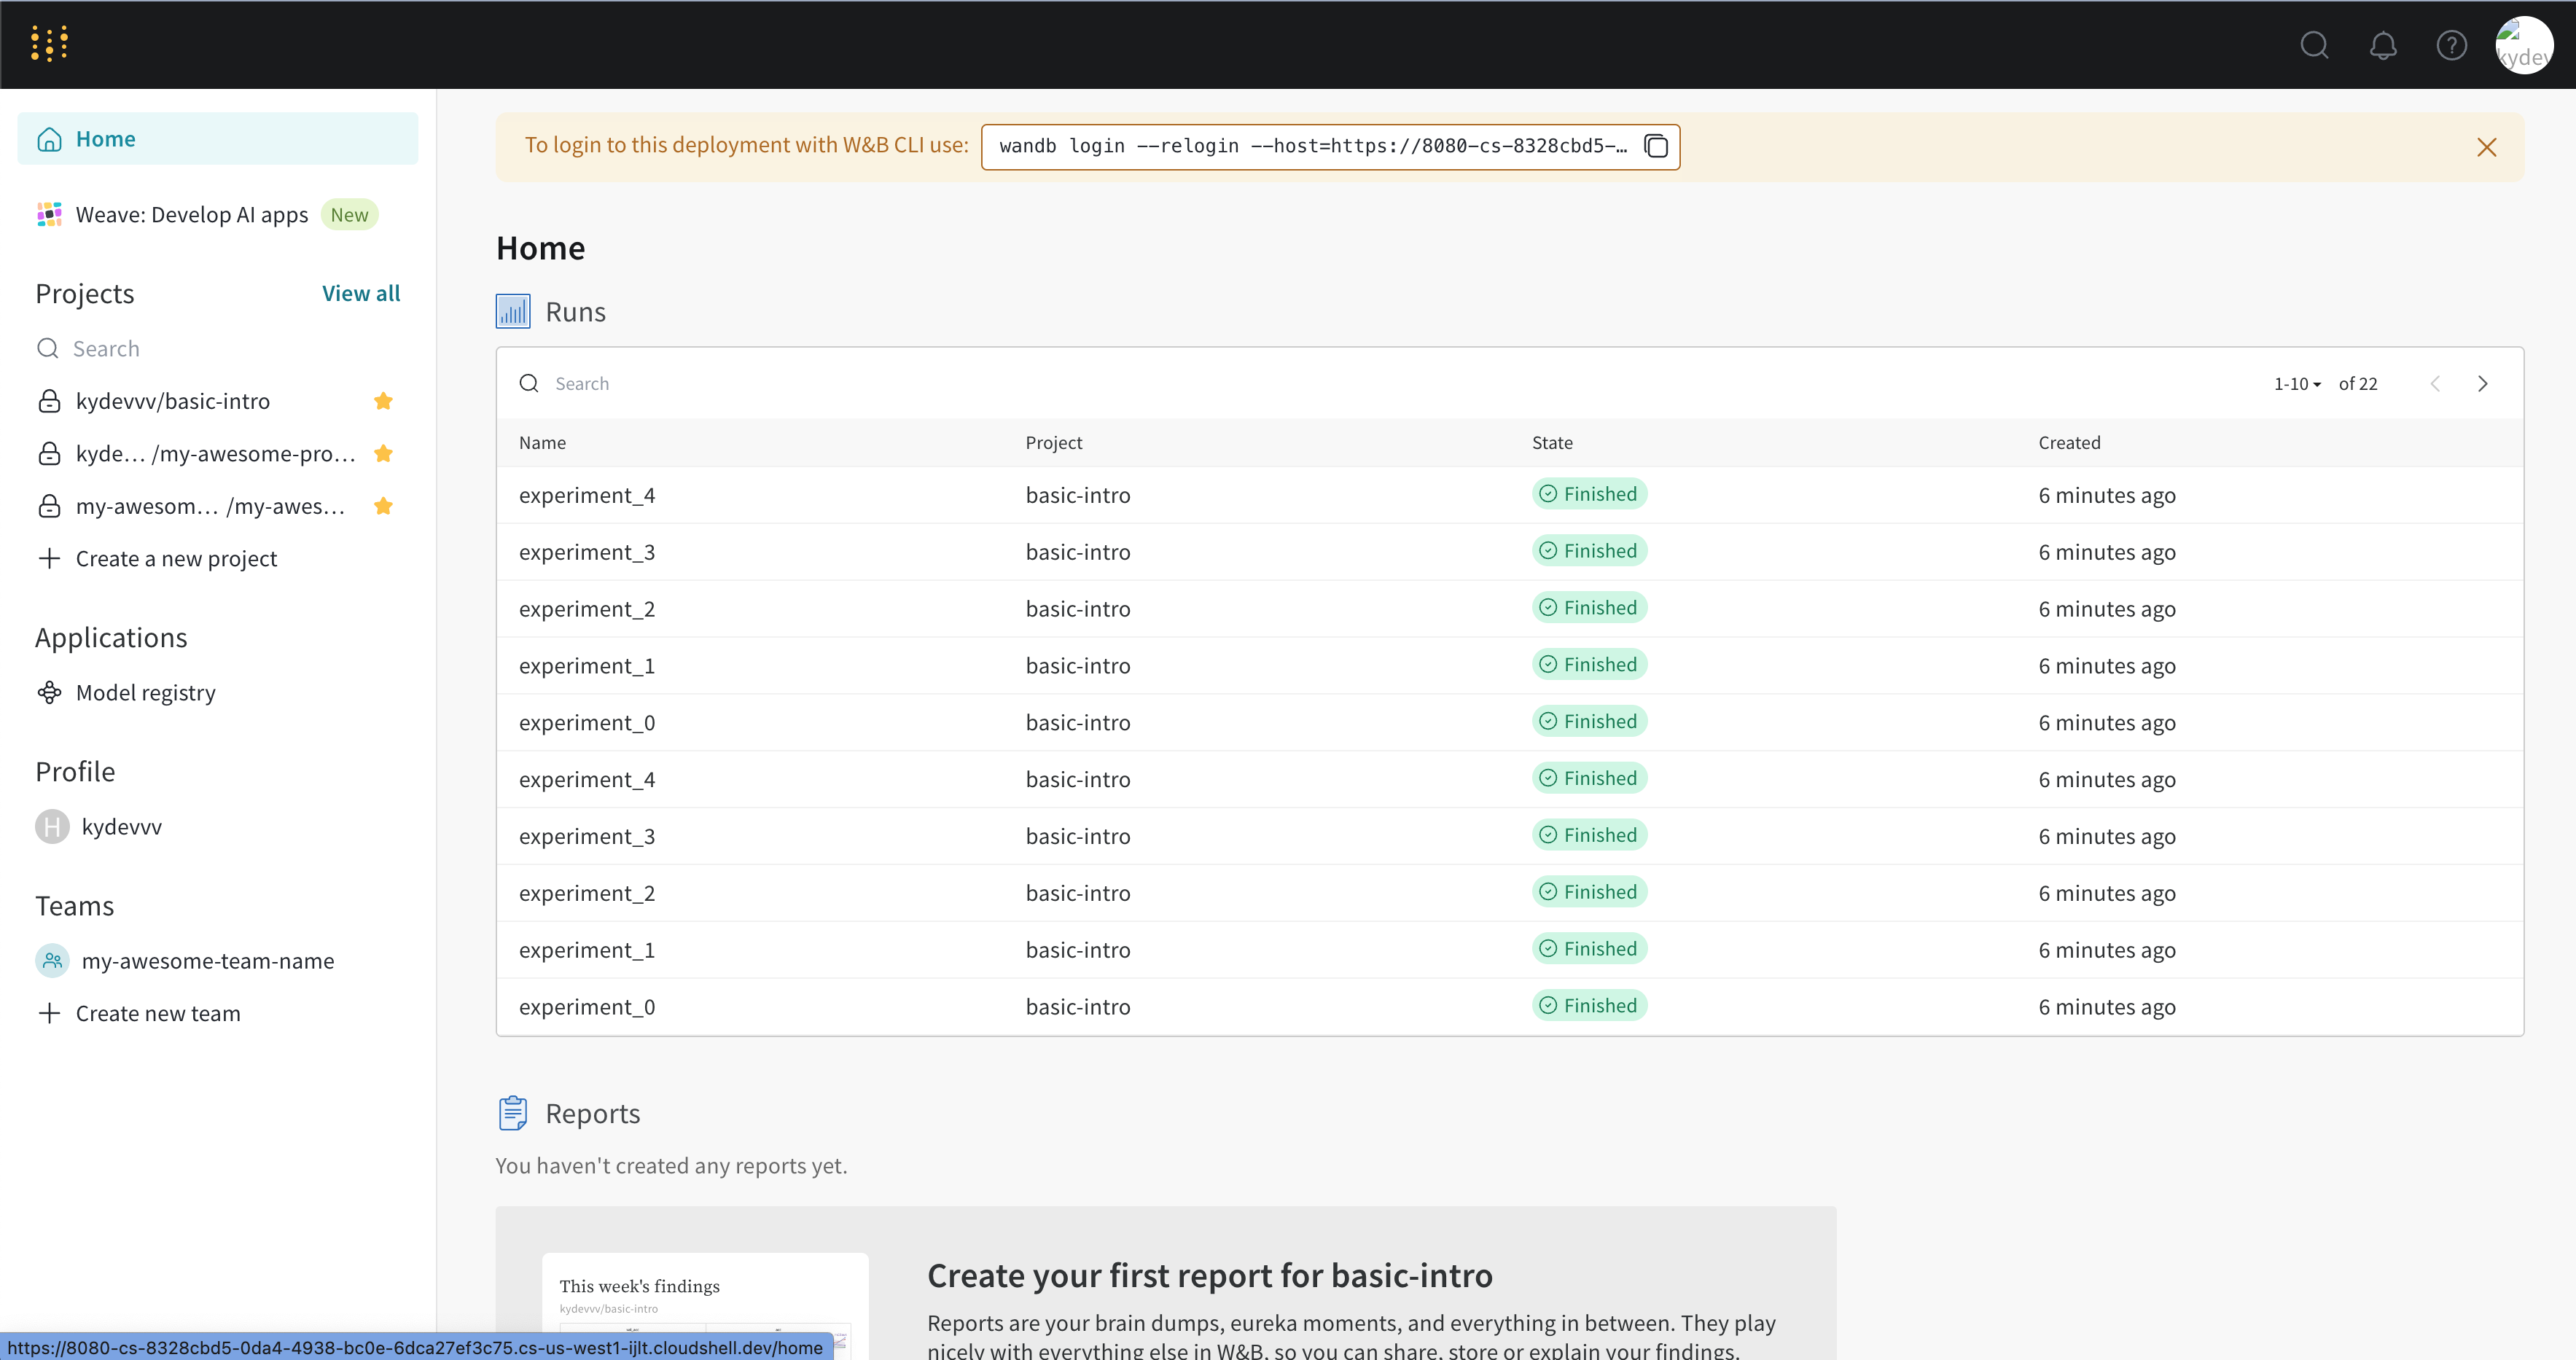 kydev
Home
Weave: Develop AI apps New
Projects View all
Search
kydevvv/basic-intro
kyde… /my-awesome-pro…
my-awesom… /my-awes…
Create a new project
Applications
Model registry
Profile
H kydevvv
Teams
my-awesome-team-name
Create new team
To login to this deployment with W&B CLI use: wandb login --relogin --host=https://8080-cs-8328cbd5-…
Home
Runs
Search 1-10 of 22
Name Project State Created
experiment_4 basic-intro Finished 6 minutes ago
experiment_3 basic-intro Finished 6 minutes ago
experiment_2 basic-intro Finished 6 minutes ago
experiment_1 basic-intro Finished 6 minutes ago
experiment_0 basic-intro Finished 6 minutes ago
experiment_4 basic-intro Finished 6 minutes ago
experiment_3 basic-intro Finished 6 minutes ago
experiment_2 basic-intro Finished 6 minutes ago
experiment_1 basic-intro Finished 6 minutes ago
experiment_0 basic-intro Finished 6 minutes ago
Reports
You haven't created any reports yet.
This week's findings
kydevvv/basic-intro
Create your first report for basic-intro
Reports are your brain dumps, eureka moments, and everything in between. They play
nicely with everything else in W&B, so you can share, store or explain your findings.
https://8080-cs-8328cbd5-0da4-4938-bc0e-6dca27ef3c75.cs-us-west1-ijlt.cloudshell.dev/home